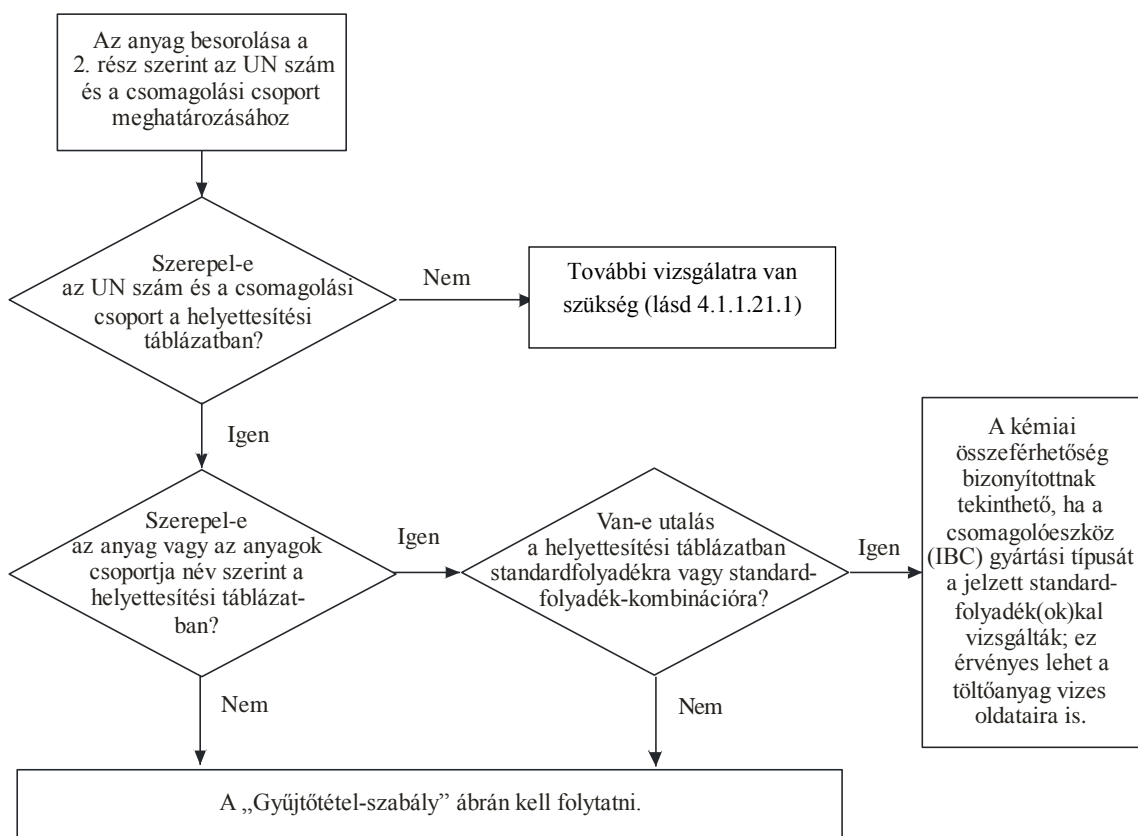 Az anyag besorolása a
2. rész szerint az UN szám
és a csomagolási csoport
meghatározásához
Szerepel-e
az UN szám és a csomagolási
csoport a helyettesítési
táblázatban?
Nem
További vizsgálatra van
szükség (lásd 4.1.1.21.1)
Igen
Szerepel-e
az anyag vagy az anyagok
csoportja név szerint a
helyettesítési táblázat-
ban?
Igen
Van-e utalás
a helyettesítési táblázatban
standardfolyadékra vagy standard-
folyadék-kombinációra?
Igen
A kémiai
összeférhetőség
bizonyítottnak
tekinthető, ha a
csomagolóeszköz
(IBC) gyártási típusát
a jelzett standard-
folyadék(ok)kal
vizsgálták; ez
érvényes lehet a
töltőanyag vizes
oldataira is.
Nem
Nem
A „Gyűjtőtétel-szabály” ábrán kell folytatni.